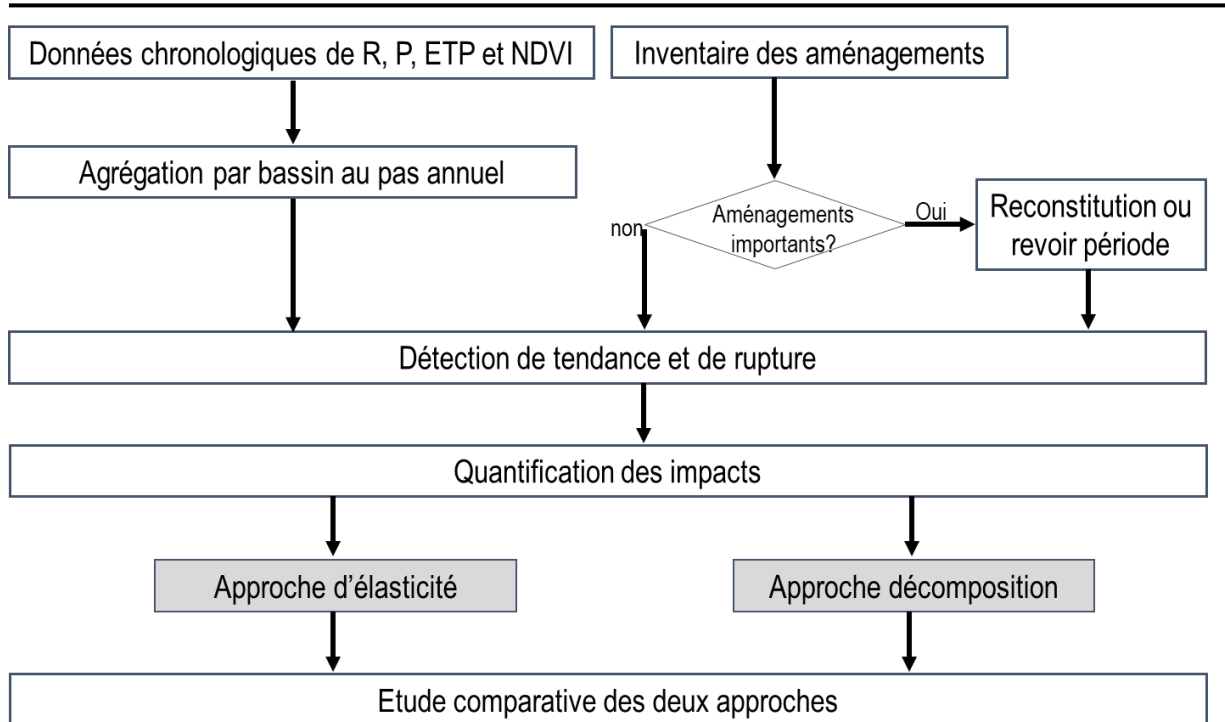 Données chronologiques de R, P, ETP et NDVI
Inventaire des aménagements
Agrégation par bassin au pas annuel
Aménagements
importants?
non
Oui
Reconstitution ou
revoir période
Détection de tendance et de rupture
Quantification des impacts
Approche d’élasticité
Approche décomposition
Etude comparative des deux approches